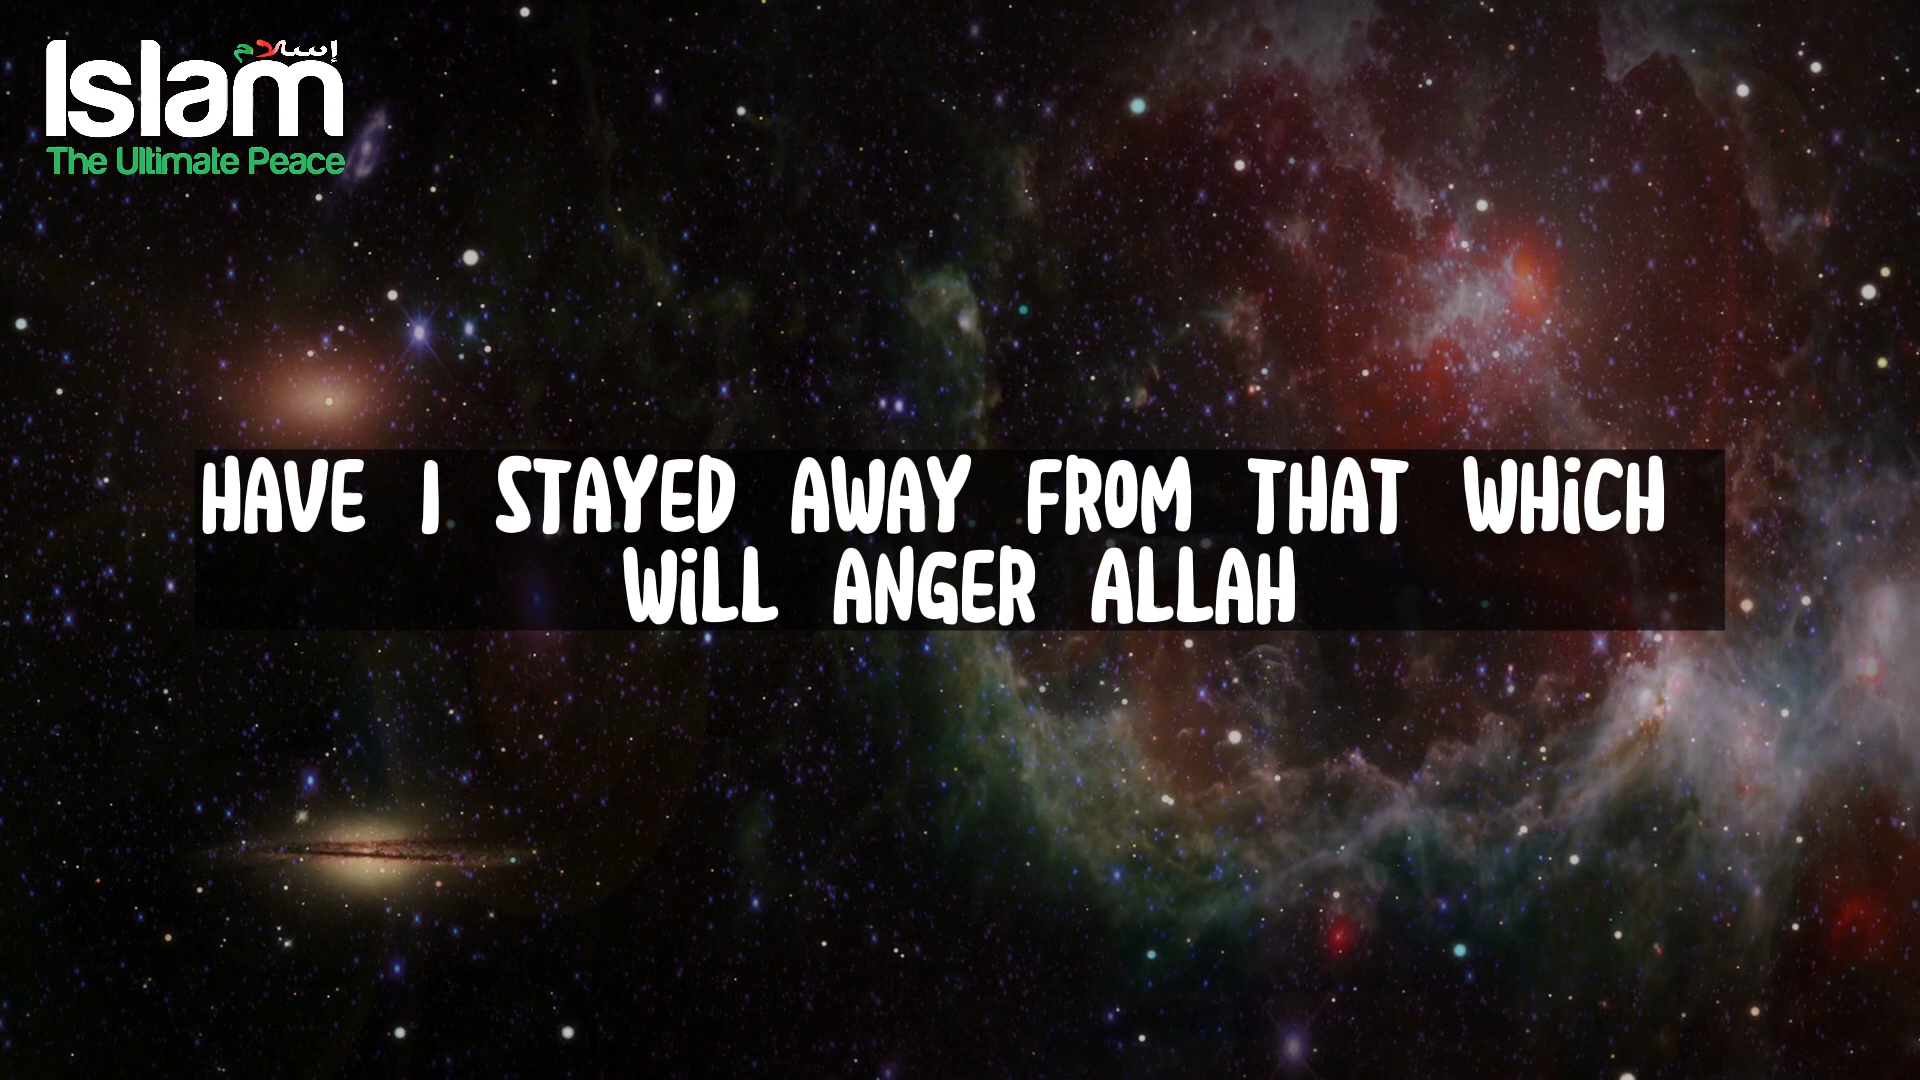 إسلام
Islam
The Ultimate Peace
HAVE I STAYED AWAY FROM THAT WHICH
WILL ANGER ALLAH